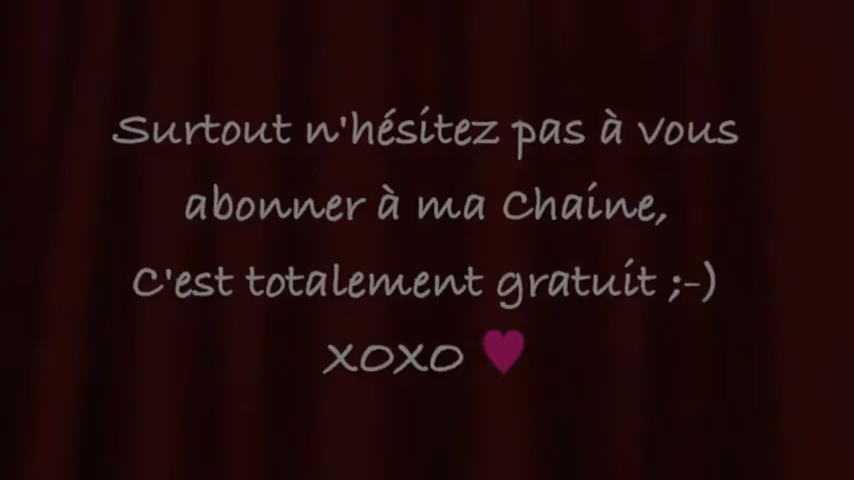 Surtout n'hésitez pas à vous
abonner à ma Chaine,
C'est totalement gratuit ;-)
XOXO ♥